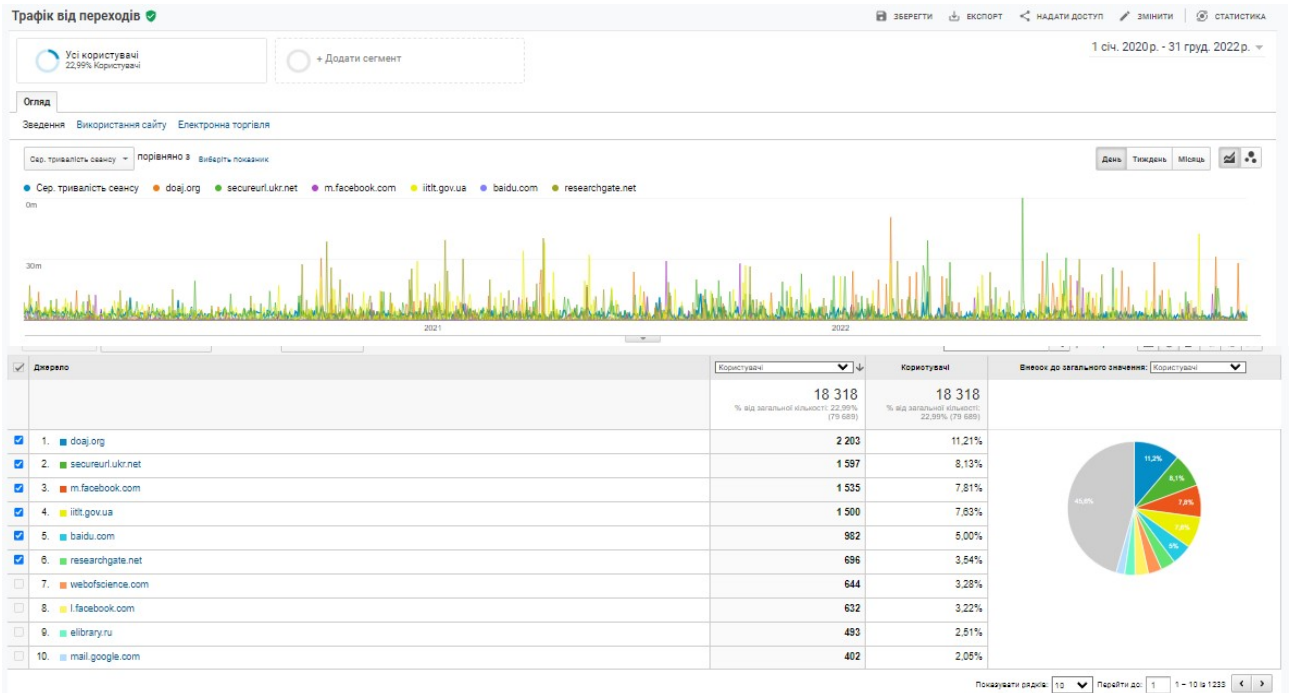 Трафік від переходів
ЗБЕРЕГТИ ЕКСПОРТ НАДАТИ ДОСТУП ЗМІНИТИ СТАТИСТИКА
Усі користувачі
22,99% Користувачі
+ Додати сегмент
1 січ. 2020 р. - 31 груд. 2022 р.
Огляд
Зведення Використання сайту Електронна торгівля
Сер. тривалість сеансу порівняно з Виберіть показник
День Тиждень Місяць
Сер. тривалість сеансу doaj.org secureurl.ukr.net m.facebook.com iitlt.gov.ua baidu.com researchgate.net
0m
30m
2021 2022
Джерело Користувачі Користувачі Внесок до загального значення: Користувачі
18 318 18 318
% від загальної кількості: 22,99% % від загальної кількості:
(79 689) 22,99% (79 689)
1. doaj.org 2 203 11,21%
2. secureurl.ukr.net 1 597 8,13%
3. m.facebook.com 1 535 7,81%
4. iitlt.gov.ua 1 500 7,63%
5. baidu.com 982 5,00%
6. researchgate.net 696 3,54%
7. webofscience.com 644 3,28%
8. l.facebook.com 632 3,22%
9. elibrary.ru 493 2,51%
10. mail.google.com 402 2,05%
11,2%
8,1%
7,8%
7,6%
5%
45,6%
Показувати рядків: 10 Перейти до: 1 1 – 10 із 1233